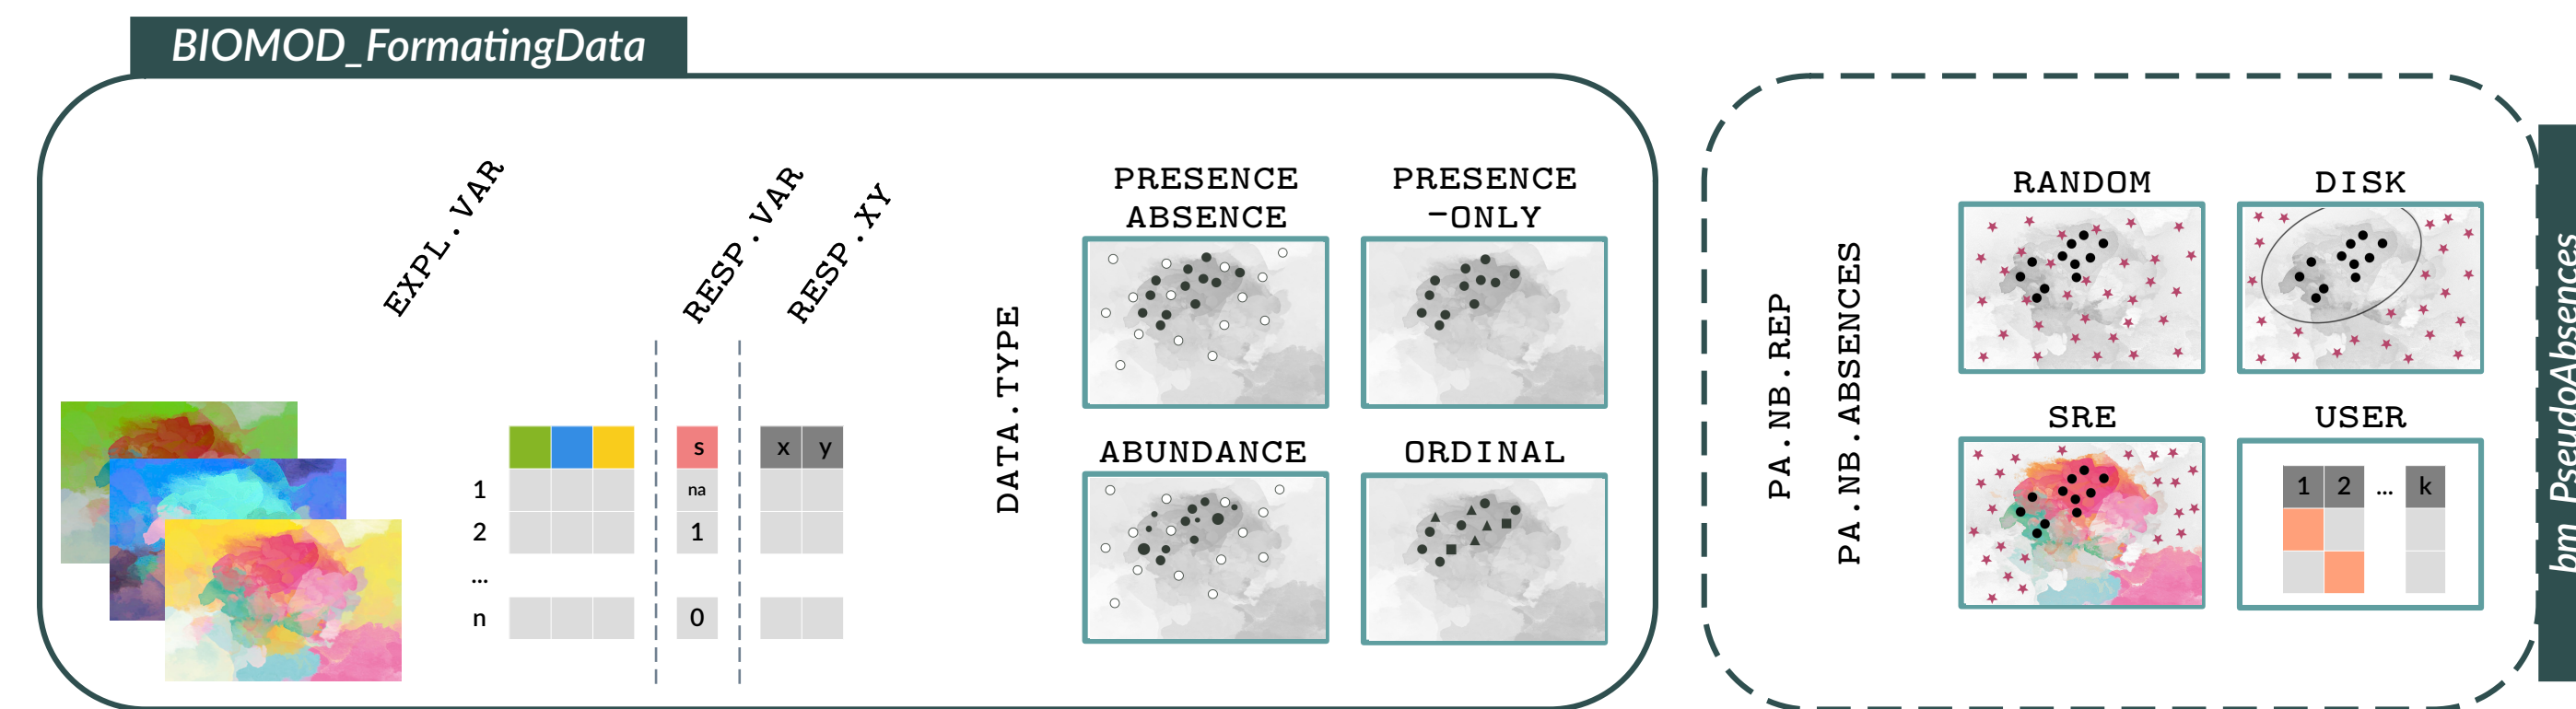 BIOMOD_FormatingData
EXPL.VAR
RESP.VAR
RESP.XY
s
x y
1
na
2
1
...
n
0
DATA.TYPE
PRESENCE
ABSENCE
PRESENCE
-ONLY
ABUNDANCE
ORDINAL
PA.NB.REP
PA.NB.ABSENCES
RANDOM
DISK
SRE
USER
1 2 ... k
bm_PseudoAbsences